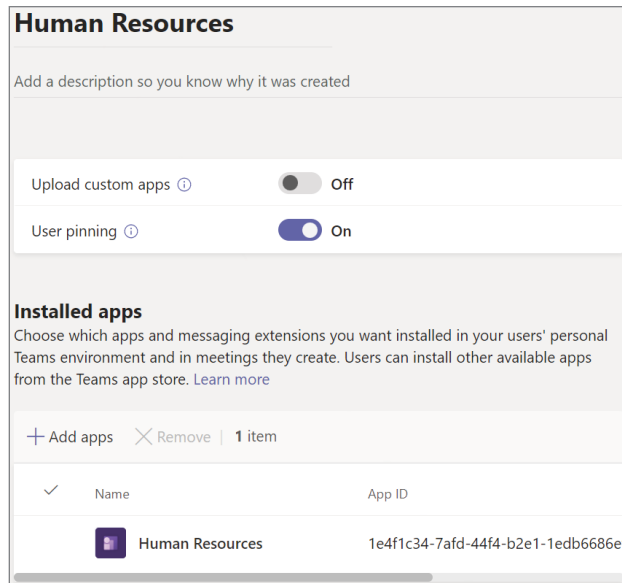 Human Resources
Add a description so you know why it was created
Upload custom apps Off
User pinning On
Installed apps
Choose which apps and messaging extensions you want installed in your users' personal
Teams environment and in meetings they create. Users can install other available apps
from the Teams app store. Learn more
Add apps Remove 1 item
Name App ID
Human Resources 1e4f1c34-7afd-44f4-b2e1-1edb6686e